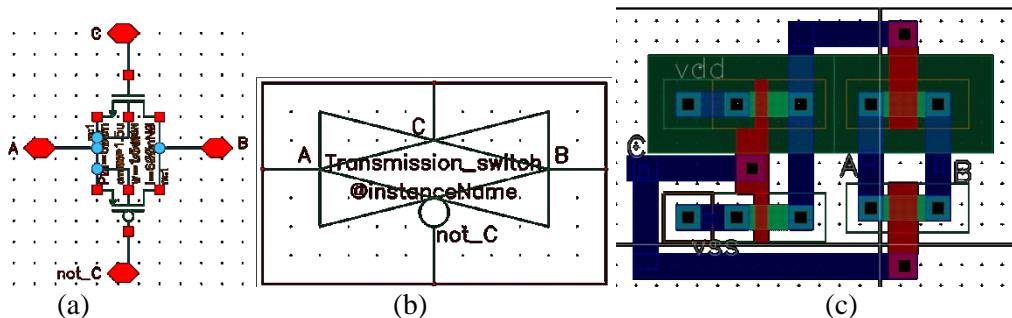 C
A
B
not_C
(a)
C
A
B
Transmission_switch
@instanceName
not_C
(b)
vdd
C
A
B
vss
(c)